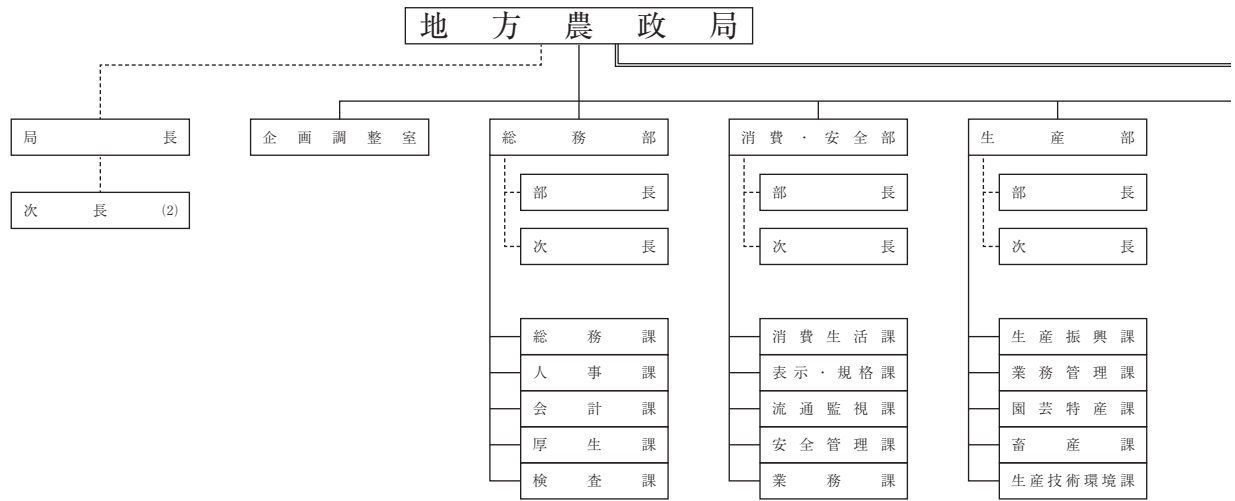 地方農政局
局長
企画調整室
総務部
消費・安全部
生産部
次長(2)
部長
部長
部長
次長
次長
次長
総務課
消費生活課
生産振興課
人事課
表示・規格課
業務管理課
会計課
流通監視課
園芸特産課
厚生課
安全管理課
畜産課
検査課
業務課
生産技術環境課